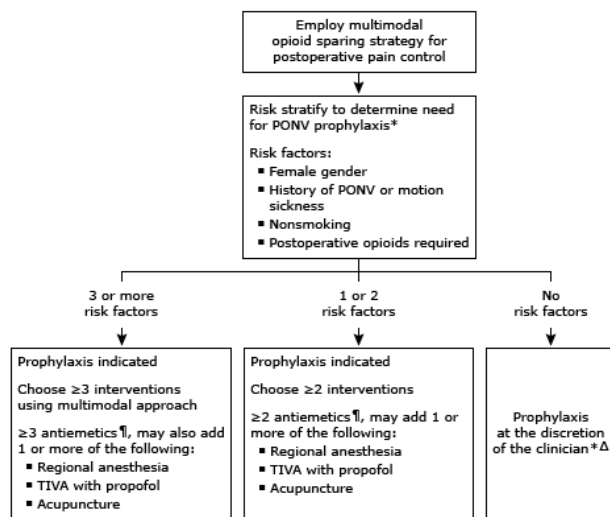 Employ multimodal
opioid sparing strategy for
postoperative pain control
Risk stratify to determine need
for PONV prophylaxis*
Risk factors:
▪ Female gender
▪ History of PONV or motion
sickness
▪ Nonsmoking
▪ Postoperative opioids required
3 or more
risk factors
1 or 2
risk factors
No
risk factors
Prophylaxis indicated
Choose ≥3 interventions
using multimodal approach
≥3 antiemetics¶, may also add
1 or more of the following:
▪ Regional anesthesia
▪ TIVA with propofol
▪ Acupuncture
Prophylaxis indicated
Choose ≥2 interventions
≥2 antiemetics¶, may add 1 or
more of the following:
▪ Regional anesthesia
▪ TIVA with propofol
▪ Acupuncture
Prophylaxis
at the discretion
of the clinician*Δ